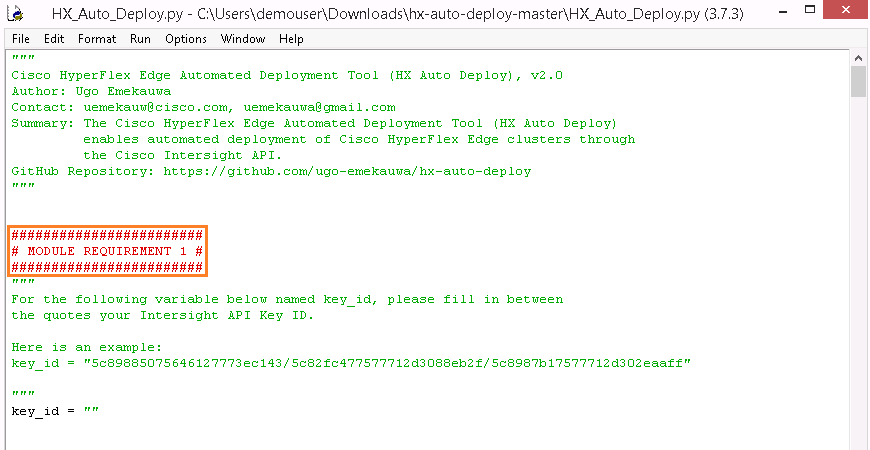 HX_Auto_Deploy.py - C:\Users\demouser\Downloads\hx-auto-deploy-master\HX_Auto_Deploy.py (3.7.3)
File Edit Format Run Options Window Help
"""
Cisco HyperFlex Edge Automated Deployment Tool (HX Auto Deploy), v2.0
Author: Ugo Emekauwa
Contact: uemekauw@cisco.com, uemekauwa@gmail.com
Summary: The Cisco HyperFlex Edge Automated Deployment Tool (HX Auto Deploy)
enables automated deployment of Cisco HyperFlex Edge clusters through
the Cisco Intersight API.
GitHub Repository: https://github.com/ugo-emekauwa/hx-auto-deploy
"""
########################
# MODULE REQUIREMENT 1 #
########################
"""
For the following variable below named key_id, please fill in between
the quotes your Intersight API Key ID.
Here is an example:
key_id = "5c89885075646127773ec143/5c82fc477577712d3088eb2f/5c8987b17577712d302eaaff"
"""
key_id = ""